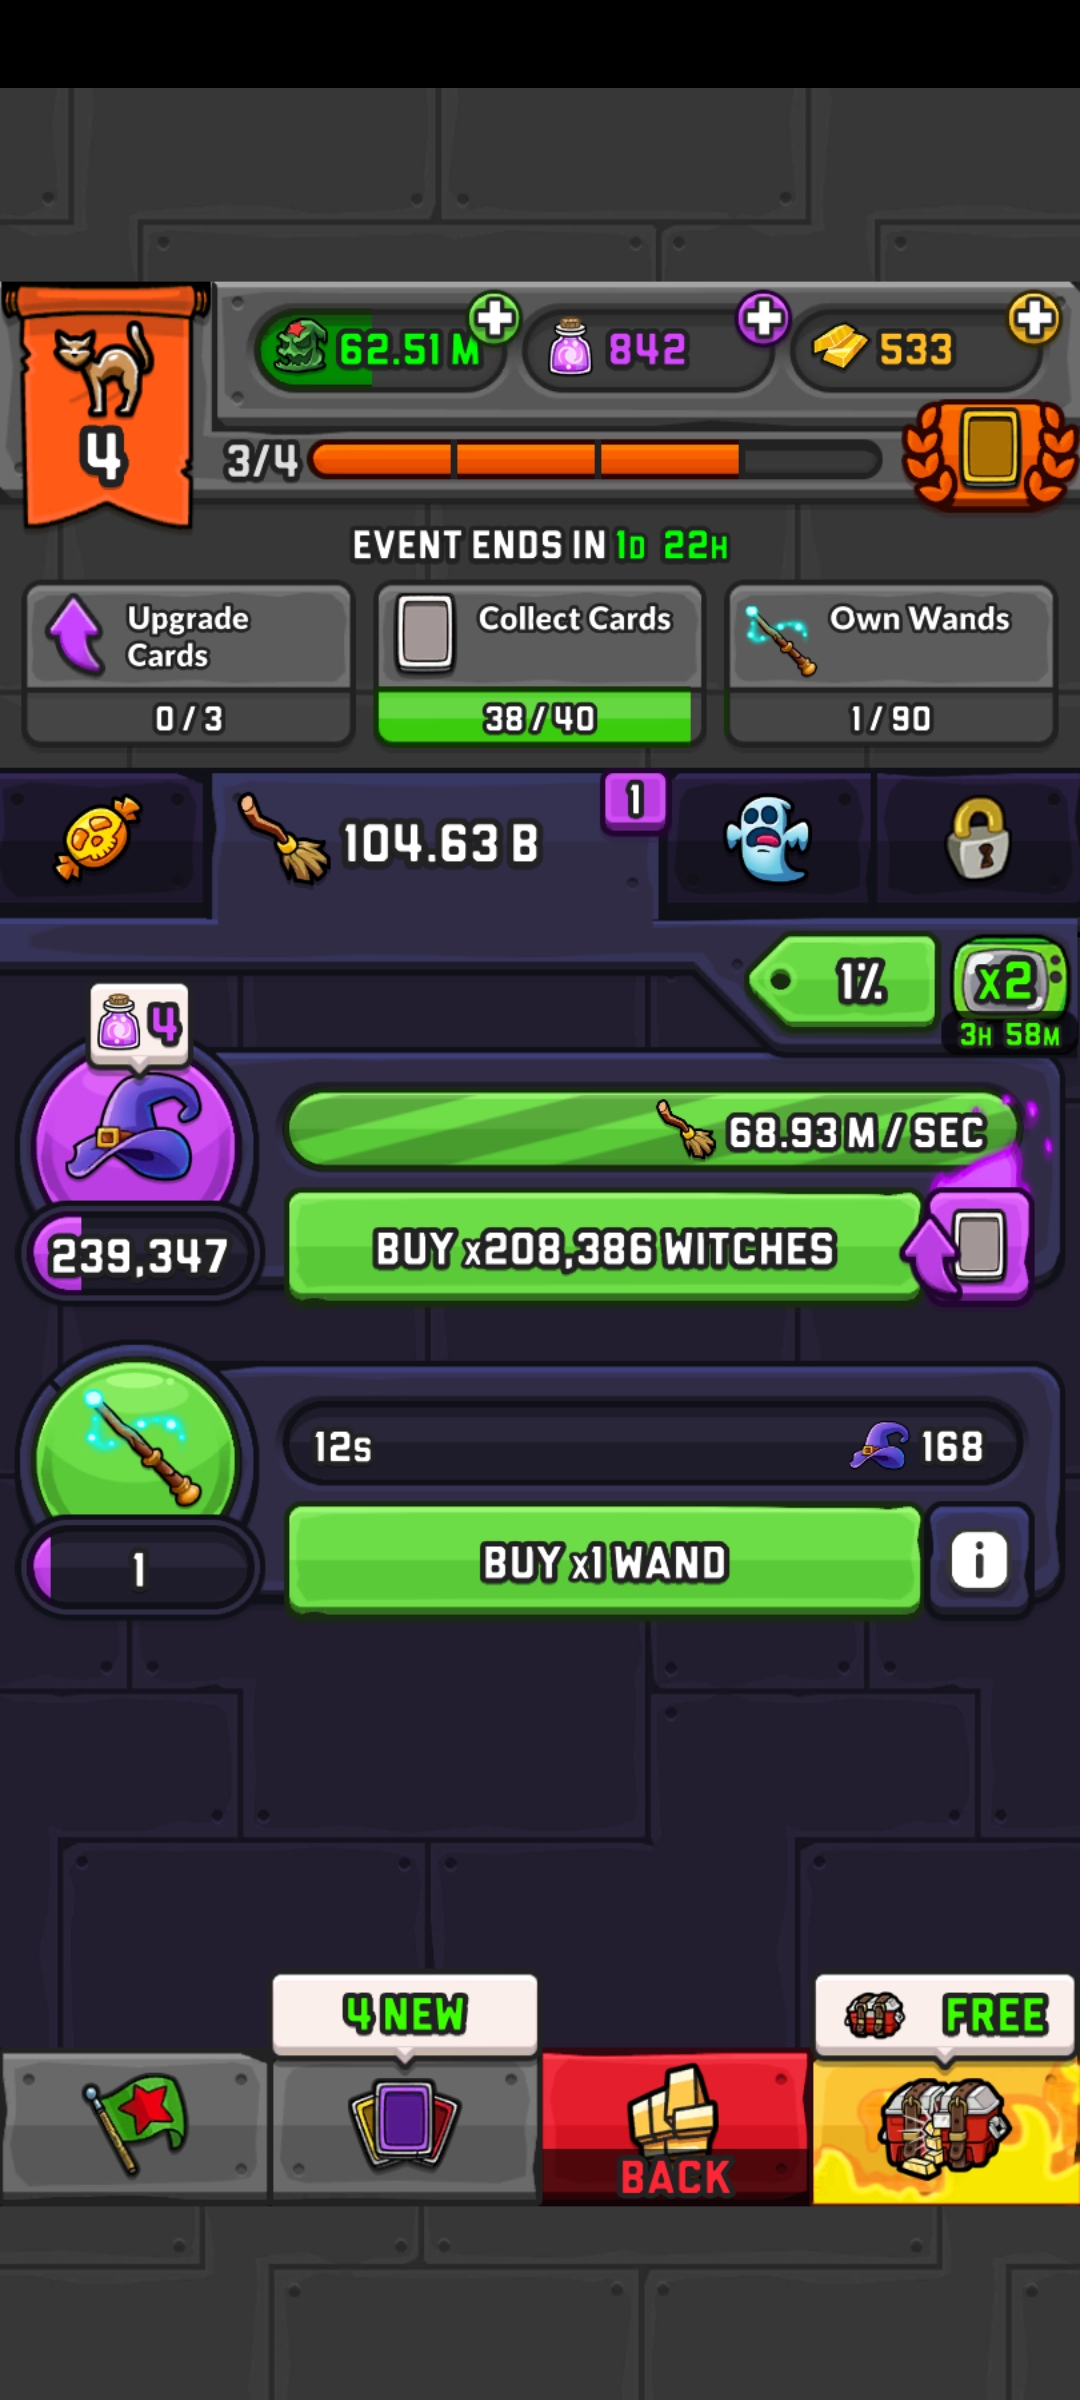 62.51 M
842
533
4
3/4
EVENT ENDS IN 1D 22H
Upgrade
Cards
0 / 3
Collect Cards
38 / 40
Own Wands
1 / 90
104.63 B
1
1%
x2
3H 58M
4
68.93 M / SEC
239,347
BUY x208,386 WITCHES
12s
168
1
BUY x1 WAND
i
4 NEW
FREE
BACK